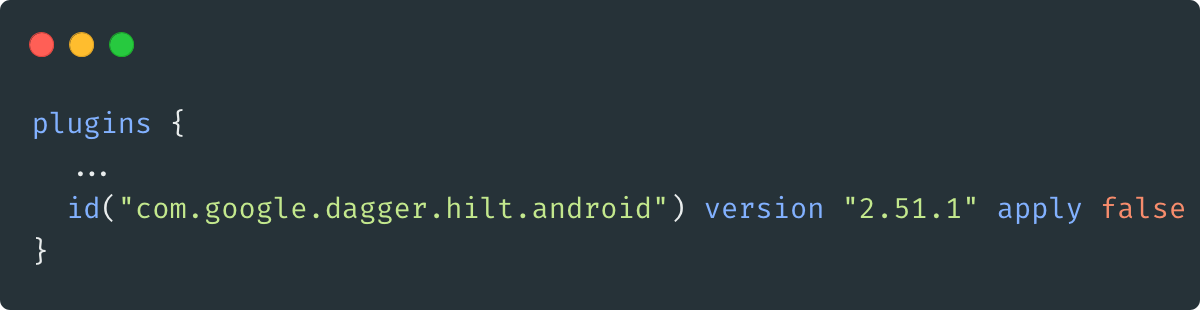 plugins {
  ...
  id("com.google.dagger.hilt.android") version "2.51.1" apply false
}